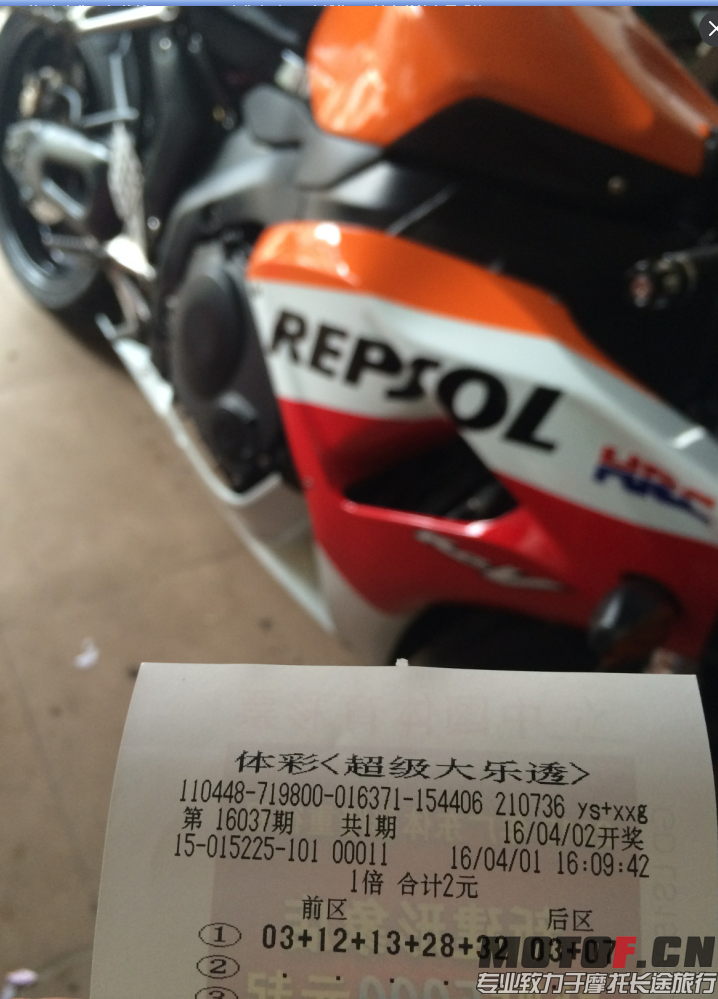 REPSOL
HRC
体彩<超级大乐透>
110448-719800-016371-154406 210736 ys+xxg
第 16037期 共1期 16/04/02开奖
15-015225-101 00011 16/04/01 16:09:42
1倍 合计2元
前区 后区
① 03+12+13+28+32 03+07
②
MOTOF.CN
专业致力于摩托长途旅行